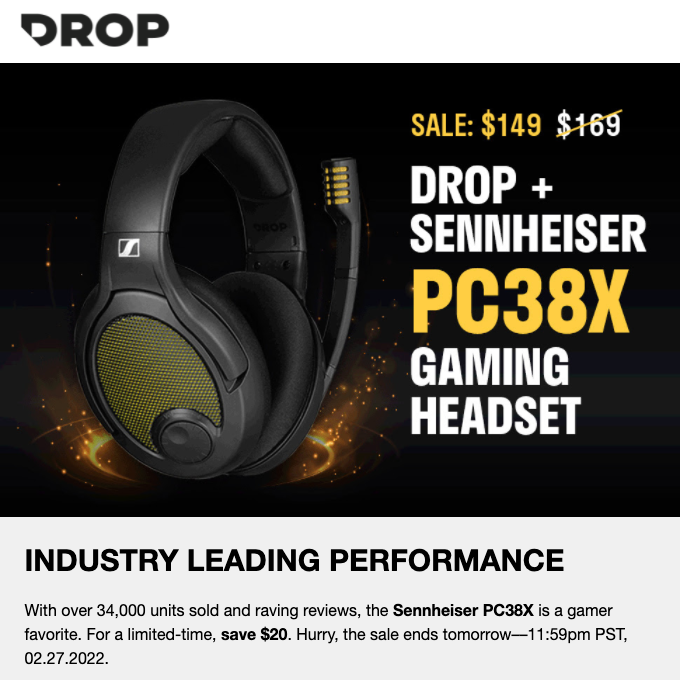 DROP
SALE: $149 $169
DROP +
SENNHEISER
PC38X
GAMING
HEADSET
DROP
INDUSTRY LEADING PERFORMANCE
With over 34,000 units sold and raving reviews, the Sennheiser PC38X is a gamer
favorite. For a limited-time, save $20. Hurry, the sale ends tomorrow—11:59pm PST,
02.27.2022.